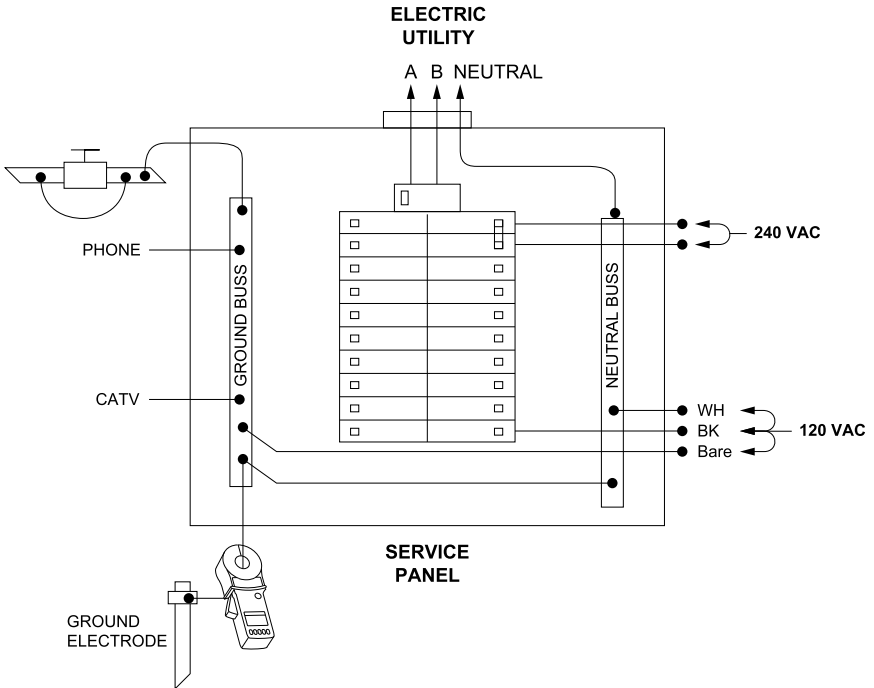 ELECTRIC
UTILITY
A B NEUTRAL
PHONE
GROUND BUSS
CATV
NEUTRAL BUSS
240 VAC
WH
BK
Bare
120 VAC
SERVICE
PANEL
GROUND
ELECTRODE